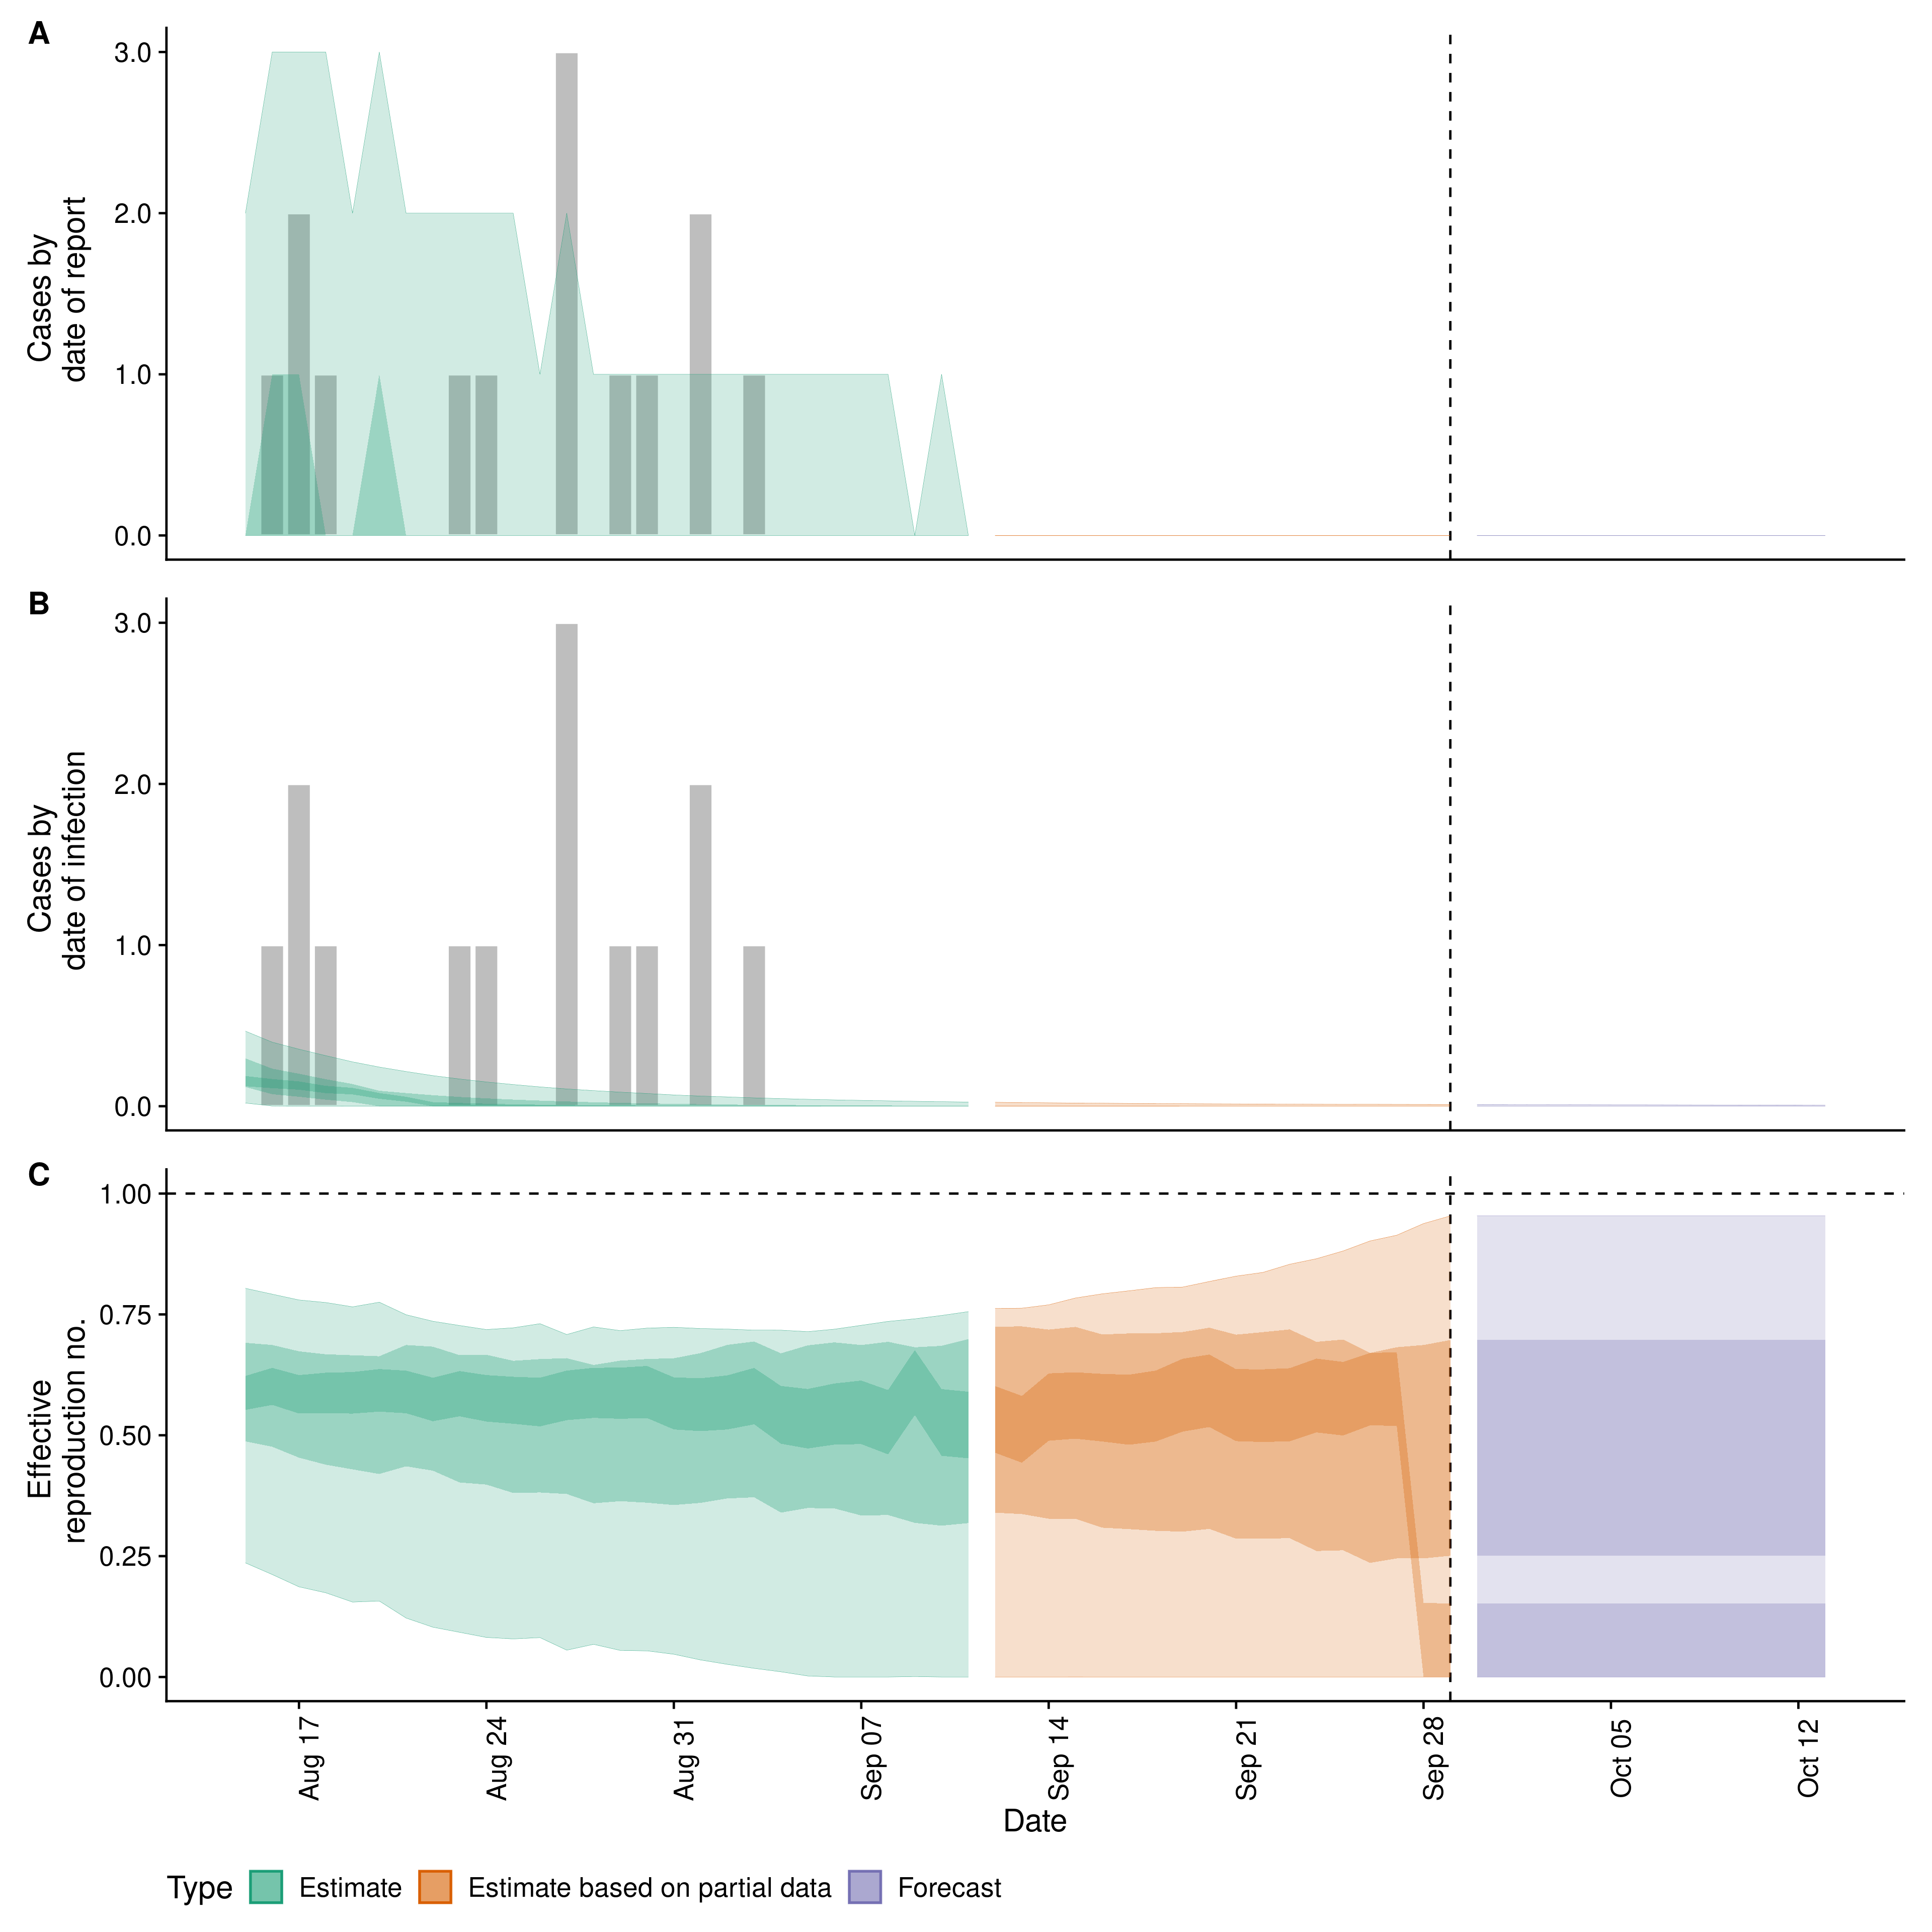 A
Cases by
date of report
3.0
2.0
1.0
0.0
B
Cases by
date of infection
3.0
2.0
1.0
0.0
C
Effective
reproduction no.
1.00
0.75
0.50
0.25
0.00
Aug 17
Aug 24
Aug 31
Sep 07
Sep 14
Sep 21
Sep 28
Oct 05
Oct 12
Date
Type Estimate Estimate based on partial data Forecast